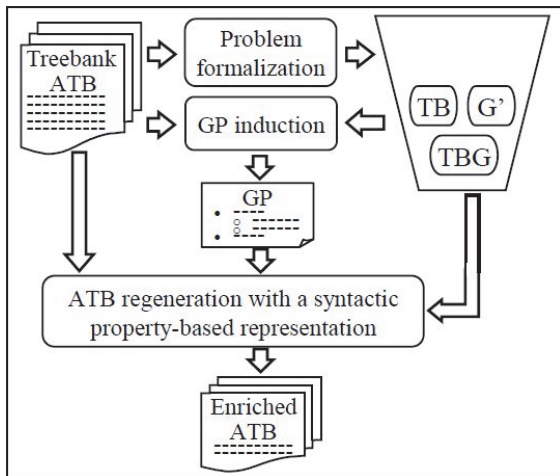 Treebank
ATB
Problem
formalization
GP induction
TB G’
TBG
GP
ATB regeneration with a syntactic
property-based representation
Enriched
ATB